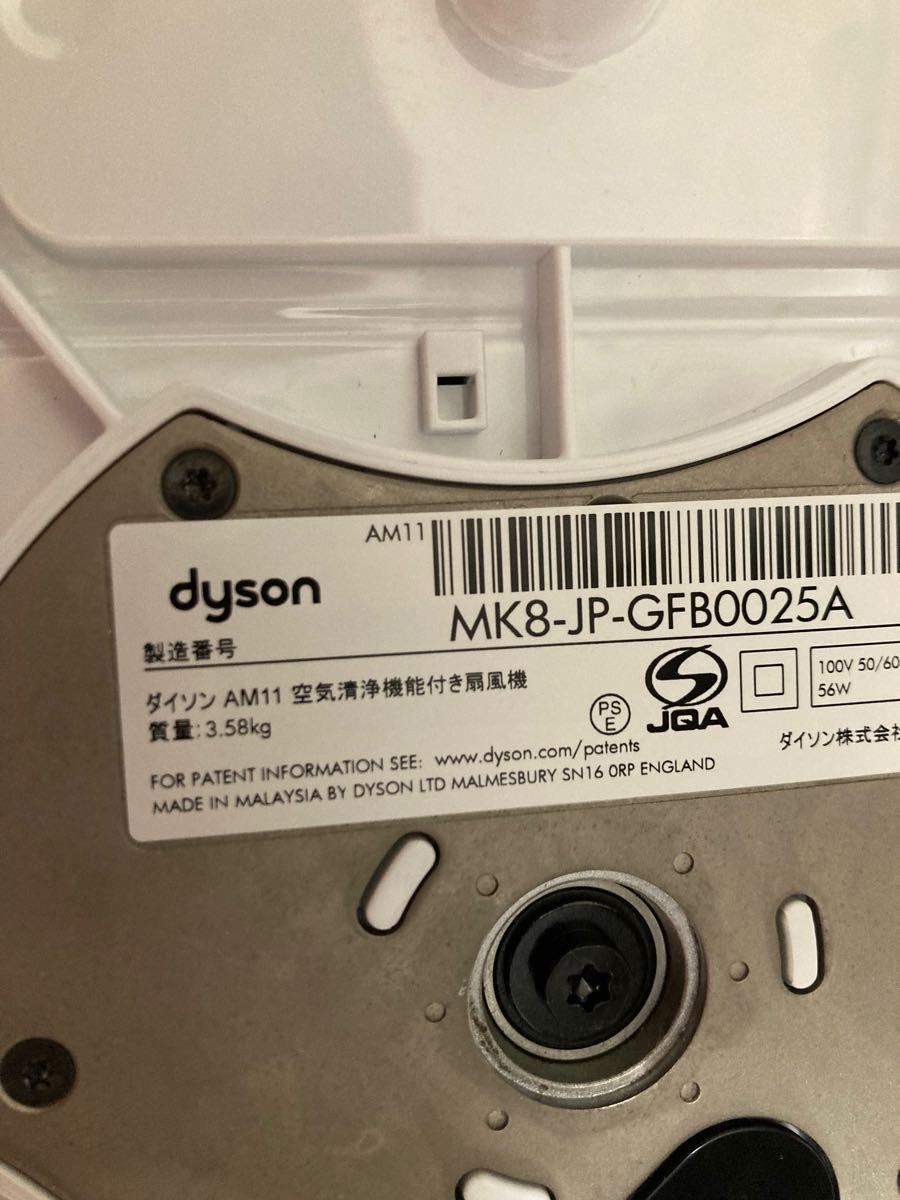 AM11
dyson
MK8-JP-GFB0025A
製造番号
ダイソン AM11 空気清浄機能付き扇風機
質量:3.58kg
PS
E
JQA
100V 50/60
56W
ダイソン株式会社
FOR PATENT INFORMATION SEE: www.dyson.com/patents
MADE IN MALAYSIA BY DYSON LTD MALMESBURY SN16 0RP ENGLAND